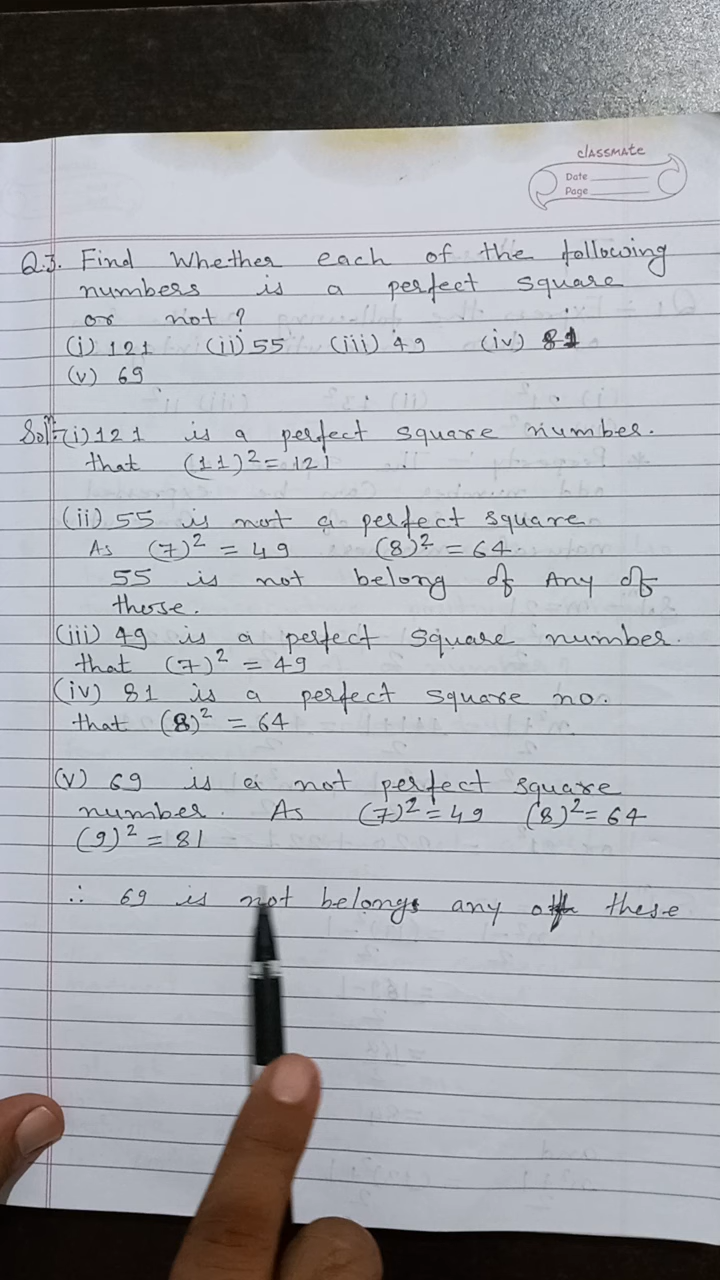 classmate
Date
Page
Q.3. Find Whether each of the following
numbers is a perfect square
or not?
(i) 121 (ii) 55 (iii) 49 (iv) 81
(v) 69
Solⁿ:- (i) 121 is a perfect square number.
that (11)² = 121
(ii) 55 is not a perfect square
As (7)² = 49 (8)² = 64
55 is not belong of Any of
those.
(iii) 49 is a perfect square number.
that (7)² = 49
(iv) 81 is a perfect square no.
that (8)² = 64
(v) 69 is a not perfect square
number. As (7)² = 49 (8)² = 64
(9)² = 81
∴ 69 is not belongs any of these